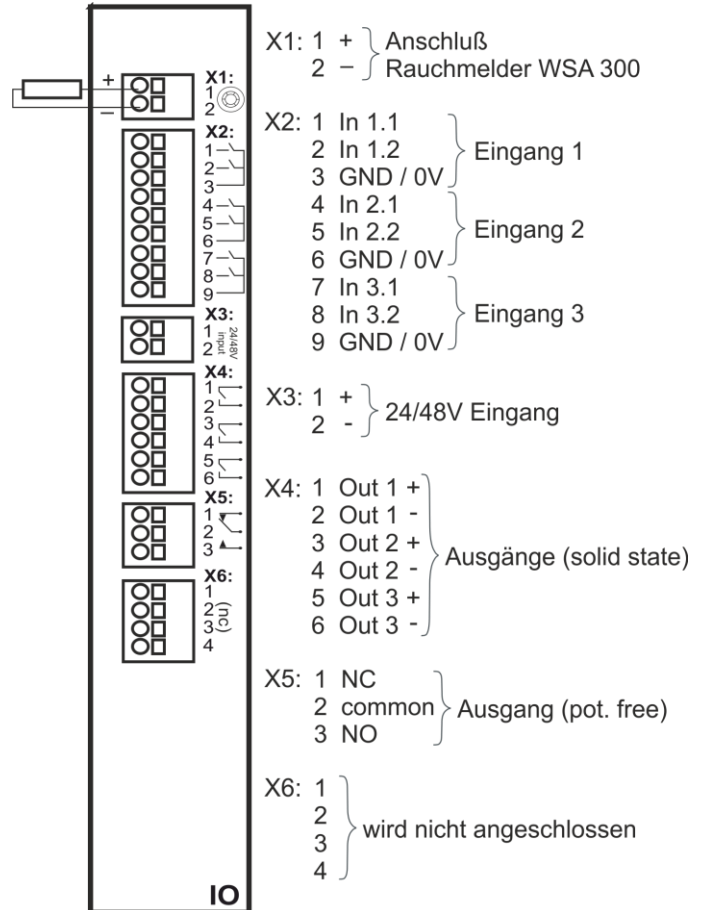 +
–
X1:
1
2
X2:
1
2
3
4
5
6
7
8
9
X3:
1
2
24/48V
input
X4:
1
2
3
4
5
6
X5:
1
2
3
X6:
1
2
3
4
(nc)
IO
X1: 1 + Anschluß
2 – Rauchmelder WSA 300
X2: 1 In 1.1
2 In 1.2
3 GND / 0V
Eingang 1
4 In 2.1
5 In 2.2
6 GND / 0V
Eingang 2
7 In 3.1
8 In 3.2
9 GND / 0V
Eingang 3
X3: 1 +
2 -
24/48V Eingang
X4: 1 Out 1 +
2 Out 1 -
3 Out 2 +
4 Out 2 -
5 Out 3 +
6 Out 3 -
Ausgänge (solid state)
X5: 1 NC
2 common
3 NO
Ausgang (pot. free)
X6: 1
2
3
4
wird nicht angeschlossen